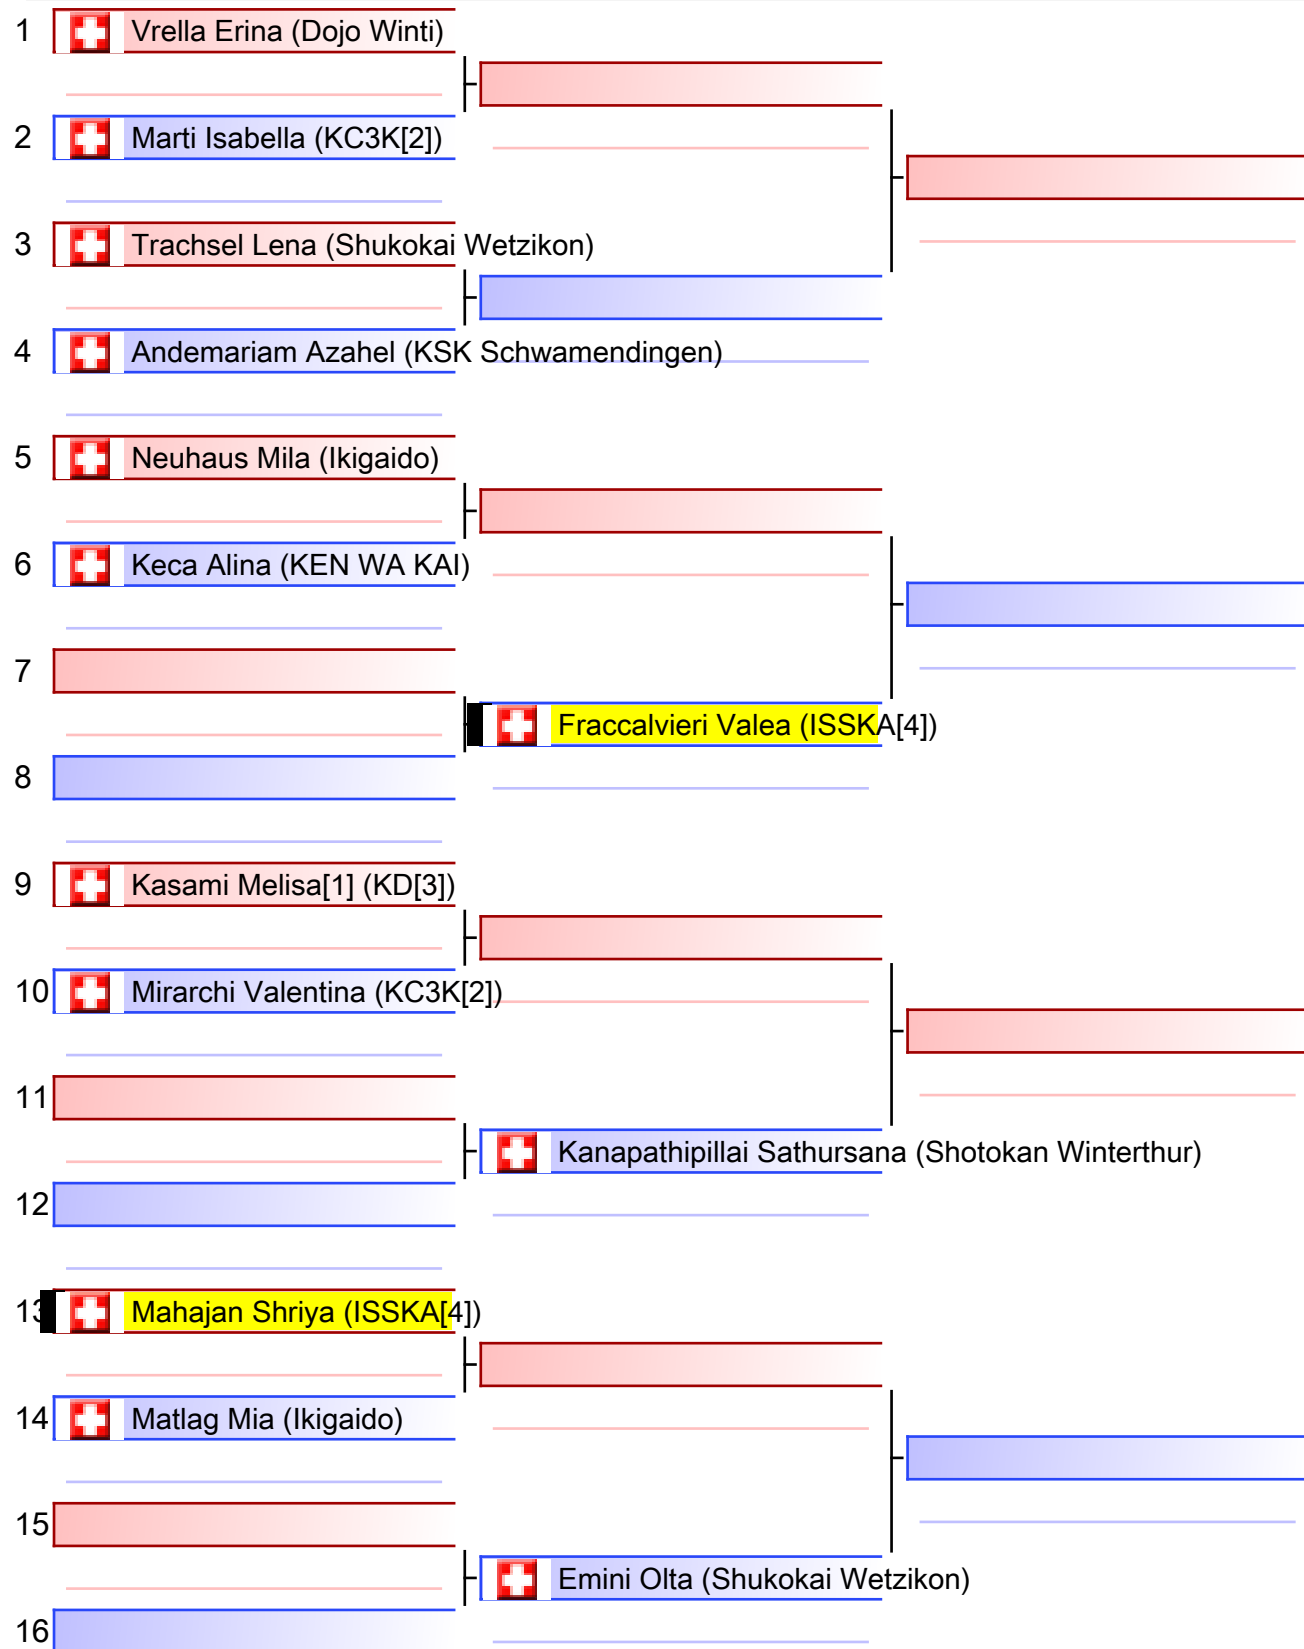 1 Vrella Erina (Dojo Winti)
2 Marti Isabella (KC3K[2])
3 Trachsel Lena (Shukokai Wetzikon)
4 Andemariam Azahel (KSK Schwamendingen)
5 Neuhaus Mila (Ikigaido)
6 Keca Alina (KEN WA KAI)
7
Fraccalvieri Valea (ISSKA[4])
8
9 Kasami Melisa[1] (KD[3])
10 Mirarchi Valentina (KC3K[2])
11
Kanapathipillai Sathursana (Shotokan Winterthur)
12
13 Mahajan Shriya (ISSKA[4])
14 Matlag Mia (Ikigaido)
15
Emini Olta (Shukokai Wetzikon)
16